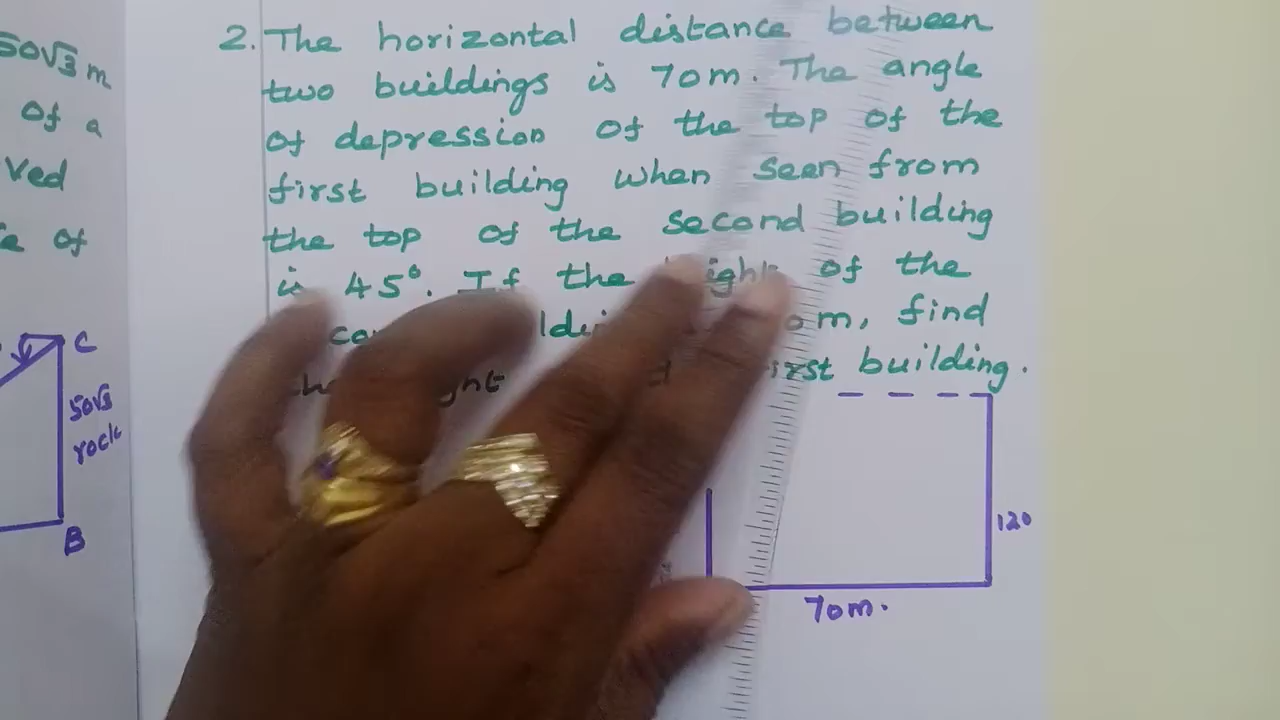 50√3 m
of a
ved
of
C
50√3
rock
B
2. The horizontal distance between
two buildings is 70m. The angle
of depression of the top of the
first building when seen from
the top of the second building
is 45°. If the of the
m, find
first building.
120
70m.